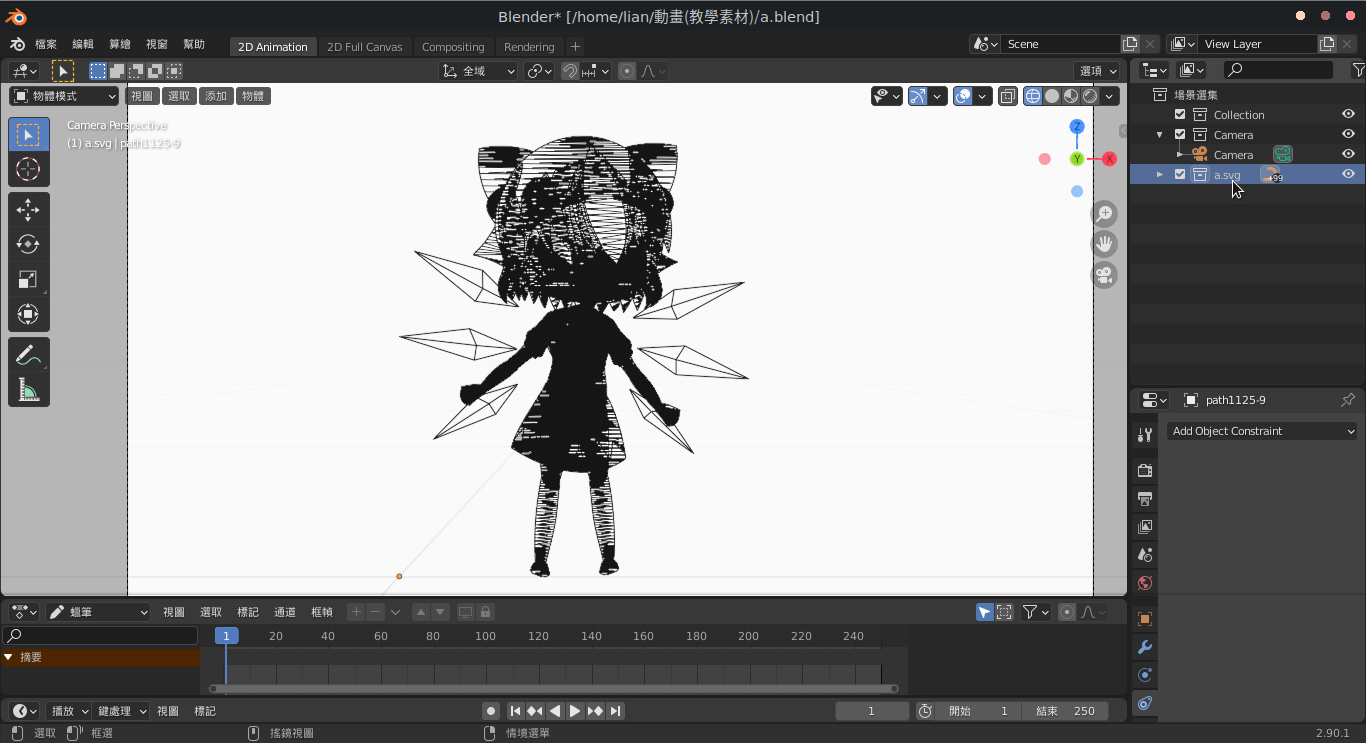 Blender* [/home/lian/動畫(教學素材)/a.blend]
檔案 編輯 算繪 視窗 幫助 2D Animation 2D Full Canvas Compositing Rendering + Scene View Layer
全域 選項
物體模式 視圖 選取 添加 物體
場景選集
Camera Perspective
(1) a.svg | path1125-9
Z
Y
X
Collection
Camera
Camera
a.svg +99
path1125-9
Add Object Constraint
蠟筆 視圖 選取 標記 通道 框幀
1 20 40 60 80 100 120 140 160 180 200 220 240
摘要
播放 鍵處理 視圖 標記 1 開始 1 結束 250
選取 框選 搖鏡視圖 情境選單 2.90.1